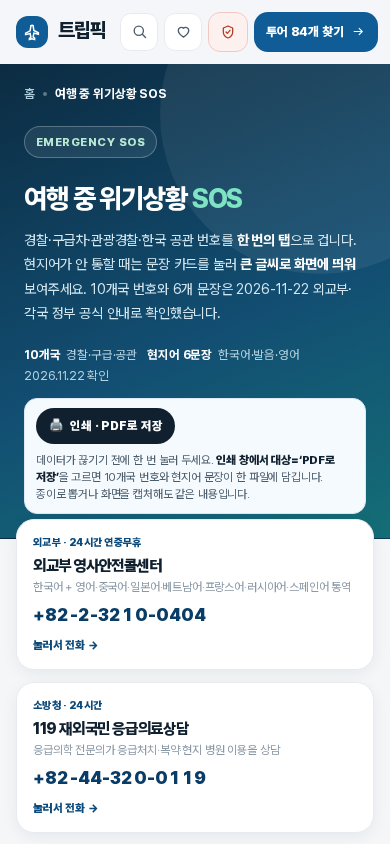 트립픽
투어 84개 찾기 →
홈 • 여행 중 위기상황 SOS
EMERGENCY SOS
여행 중 위기상황 SOS
경찰·구급차·관광경찰·한국 공관 번호를 한 번의 탭으로 겁니다.
현지어가 안 통할 때는 문장 카드를 눌러 큰 글씨로 화면에 띄워
보여주세요. 10개국 번호와 6개 문장은 2026-11-22 외교부·
각국 정부 공식 안내로 확인했습니다.
10개국 경찰·구급·공관 현지어 6문장 한국어·발음·영어
2026.11.22 확인
인쇄 · PDF로 저장
데이터가 끊기기 전에 한 번 눌러 두세요. 인쇄 창에서 대상=‘PDF로
저장’을 고르면 10개국 번호와 현지어 문장이 한 파일에 담깁니다.
종이로 뽑거나 화면을 캡처해도 같은 내용입니다.
외교부 · 24시간 연중무휴
외교부 영사안전콜센터
한국어 + 영어·중국어·일본어·베트남어·프랑스어·러시아어·스페인어 통역
+82-2-3210-0404
눌러서 전화 →
소방청 · 24시간
119 재외국민 응급의료상담
응급의학 전문의가 응급처치·복약·현지 병원 이용을 상담
+82-44-320-0119
눌러서 전화 →